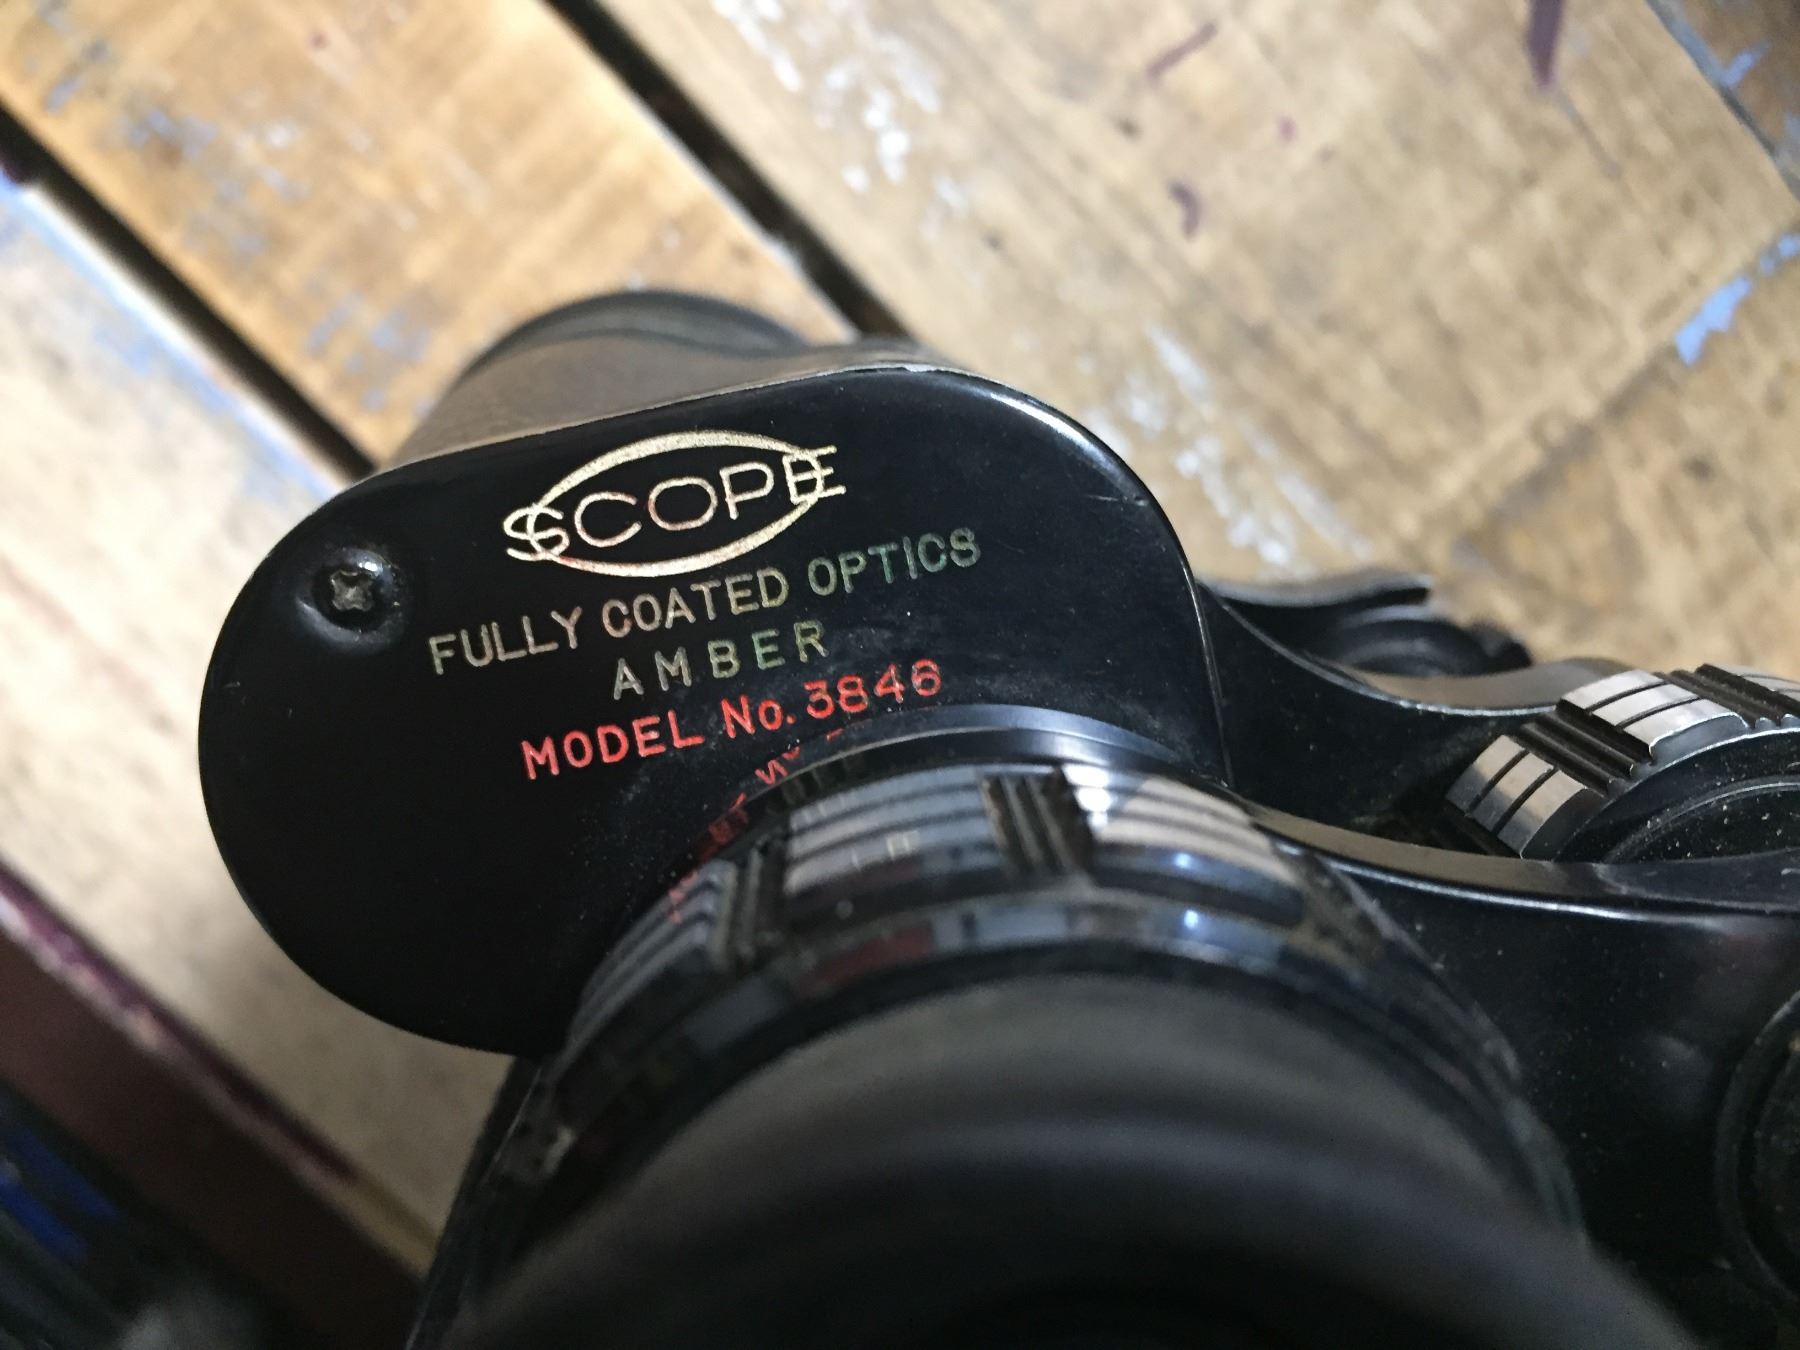 SCOPE
FULLY COATED OPTICS
AMBER
MODEL No. 3846